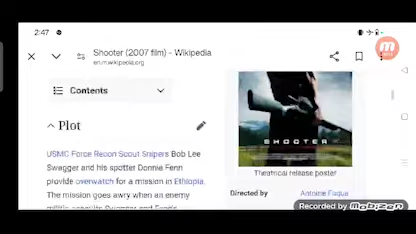 2:47
Shooter (2007 film) – Wikipedia
en.m.wikipedia.org
Contents
Plot
USMC Force Recon Scout Snipers Bob Lee
Swagger and his spotter Donnie Fenn
provide overwatch for a mission in Ethiopia.
The mission goes awry when an enemy
SHOOTER
Theatrical release poster
Directed by
Antoine Fuqua
Recorded by Mobizen